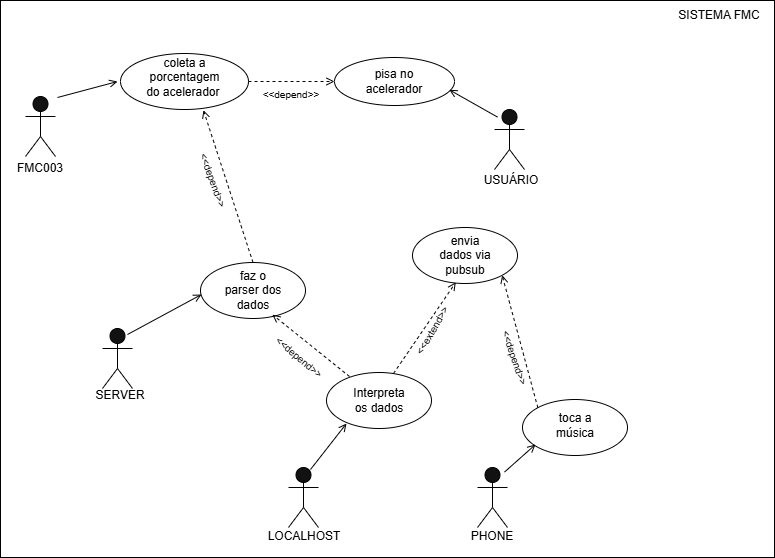 SISTEMA FMC
coleta a
porcentagem
do acelerador
<<depend>>
pisa no
acelerador
FMC003
USUÁRIO
<<depend>>
envia
dados via
pubsub
faz o
parser dos
dados
<<extend>>
<<depend>>
<<depend>>
SERVER
Interpreta
os dados
toca a
música
LOCALHOST
PHONE